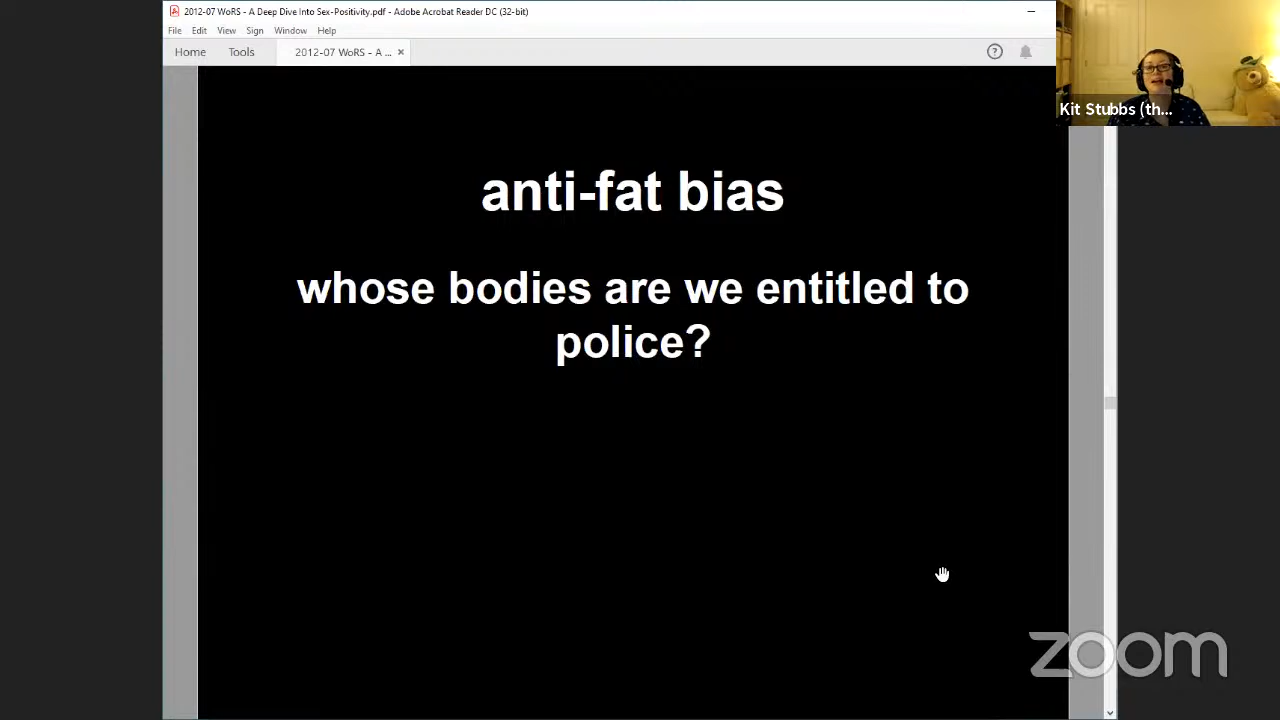 2012-07 WoRS - A Deep Dive Into Sex-Positivity.pdf - Adobe Acrobat Reader DC (32-bit)
File Edit View Sign Window Help
Home Tools 2012-07 WoRS - A ... ×
Kit Stubbs (th...
anti-fat bias
whose bodies are we entitled to
police?
zoom